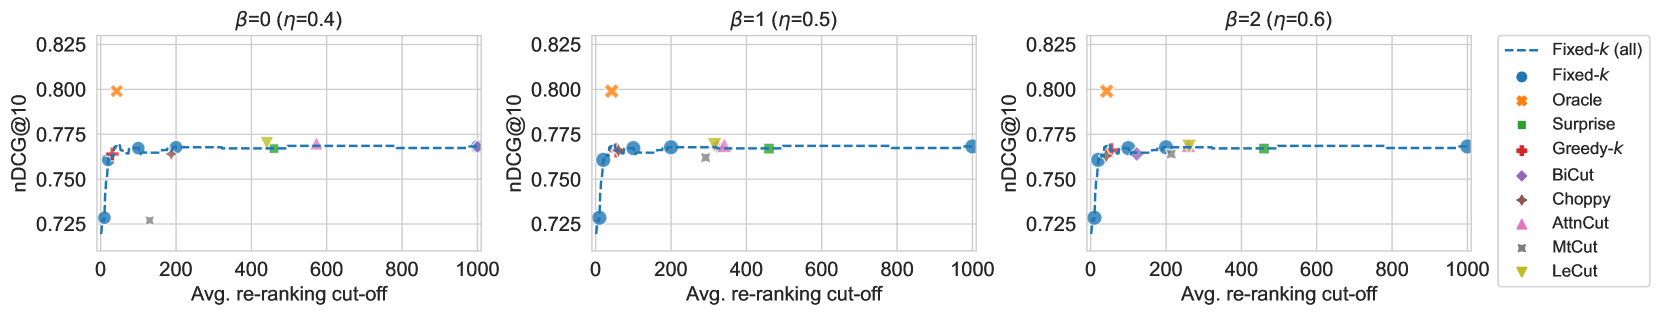 β=0 (η=0.4)
0.825
0.800
0.775
0.750
0.725
nDCG@10
0 200 400 600 800 1000
Avg. re-ranking cut-off
β=1 (η=0.5)
0.825
0.800
0.775
0.750
0.725
nDCG@10
0 200 400 600 800 1000
Avg. re-ranking cut-off
β=2 (η=0.6)
0.825
0.800
0.775
0.750
0.725
nDCG@10
0 200 400 600 800 1000
Avg. re-ranking cut-off
Fixed-k (all)
Fixed-k
Oracle
Surprise
Greedy-k
BiCut
Choppy
AttnCut
MtCut
LeCut